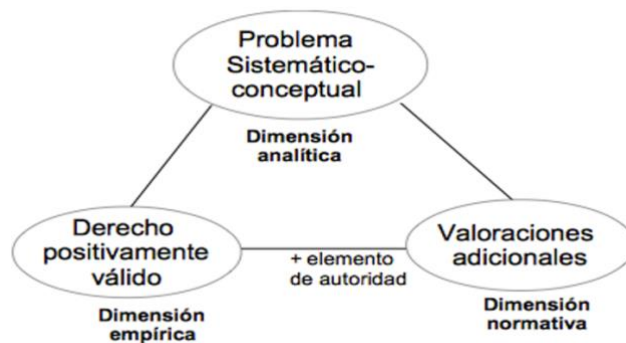 Problema
Sistemático-
conceptual
Dimensión
analítica
Derecho
positivamente
válido
+ elemento
de autoridad
Valoraciones
adicionales
Dimensión
empírica
Dimensión
normativa